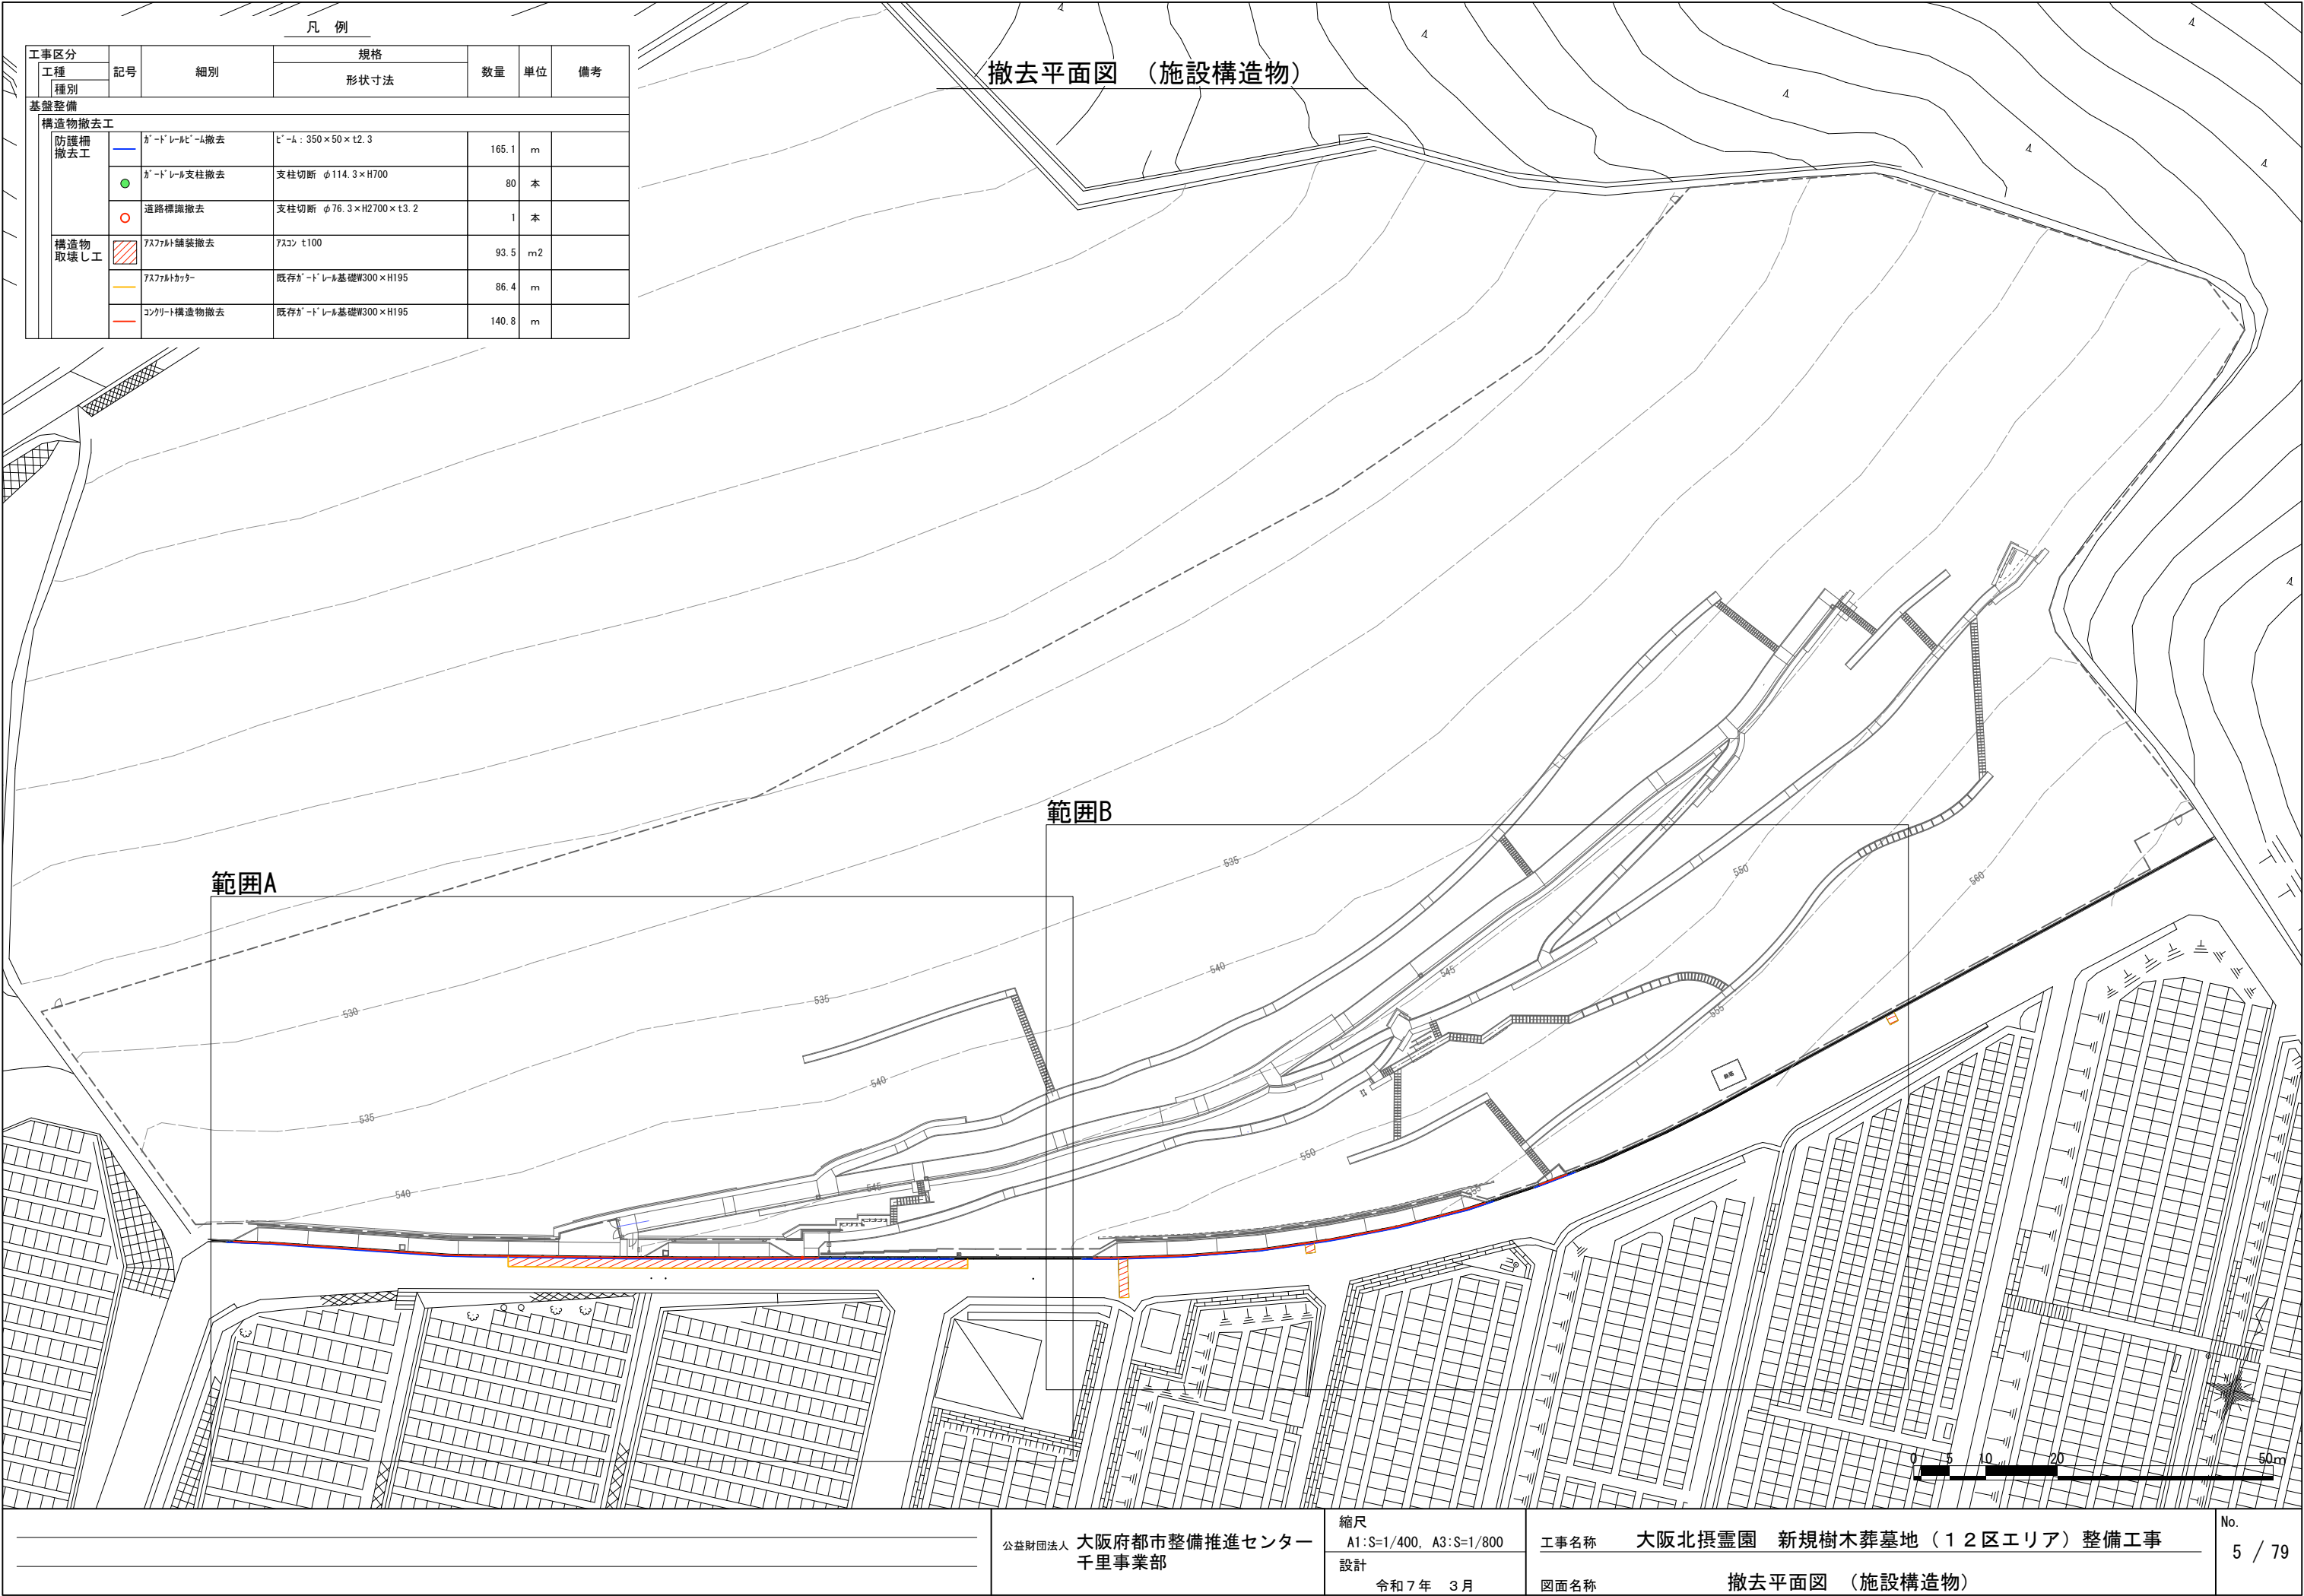 撤去平面図 （施設構造物）
凡 例
工事区分 記号 細別 規格 数量 単位 備考
工種 形状寸法
種別
基盤整備
構造物撤去工
防護柵撤去工 ｶﾞｰﾄﾞﾚｰﾙﾋﾞｰﾑ撤去 ﾋﾞｰﾑ：350×50×t2.3 165.1 m
ｶﾞｰﾄﾞﾚｰﾙ支柱撤去 支柱切断 φ114.3×H700 80 本
道路標識撤去 支柱切断 φ76.3×H2700×t3.2 1 本
構造物取壊し工 ｱｽﾌｧﾙﾄ舗装撤去 ｱｽｺﾝ t100 93.5 m2
ｱｽﾌｧﾙﾄｶｯﾀｰ 既存ｶﾞｰﾄﾞﾚｰﾙ基礎W300×H195 86.4 m
ｺﾝｸﾘｰﾄ構造物撤去 既存ｶﾞｰﾄﾞﾚｰﾙ基礎W300×H195 140.8 m
範囲B
範囲A
535
550
560
540
545
535
530
555
540
535
550
540
545
555
0 5 10 20 50m
公益財団法人 大阪府都市整備推進センター
千里事業部
縮尺
A1:S=1/400, A3:S=1/800
設計
令和７年 ３月
工事名称 大阪北摂霊園 新規樹木葬墓地（１２区エリア）整備工事
図面名称 撤去平面図 （施設構造物）
No.
5 / 79